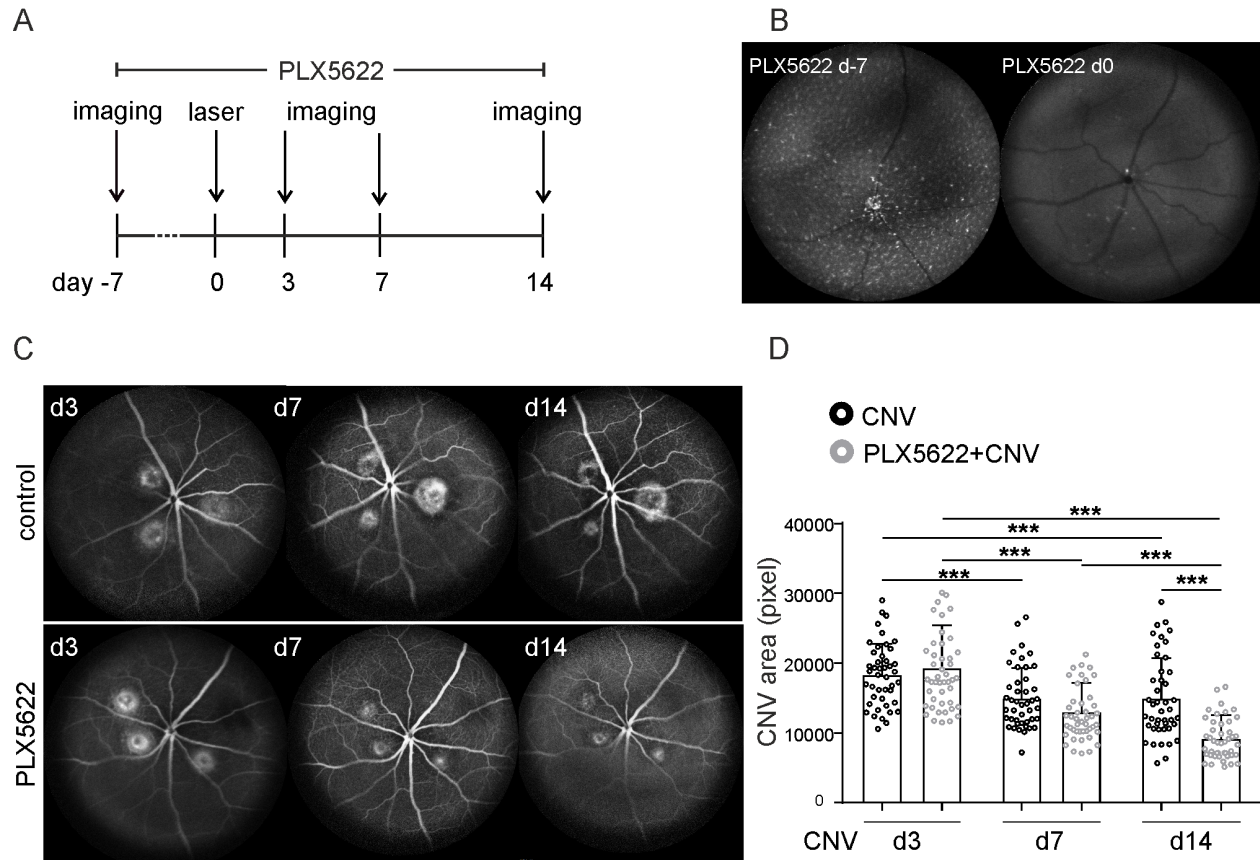 A
PLX5622
imaging laser imaging imaging
day -7 0 3 7 14
B
PLX5622 d-7
PLX5622 d0
C
control
d3
d7
d14
PLX5622
d3
d7
d14
D
CNV
PLX5622+CNV
CNV area (pixel)
40000
30000
20000
10000
0
***
***
***
***
***
***
CNV d3 d7 d14